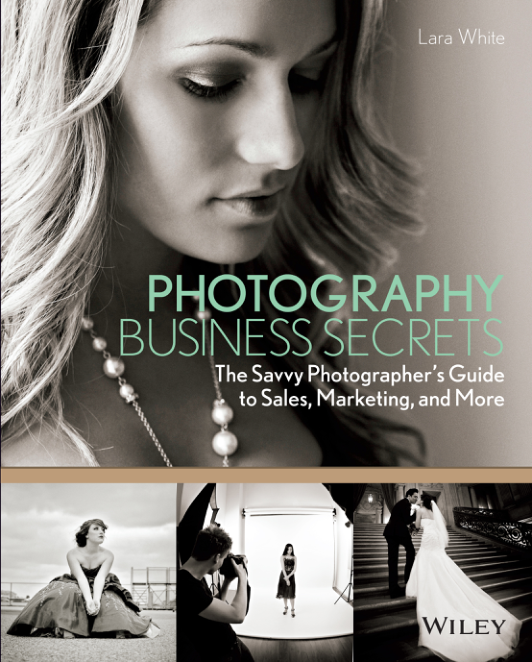 Lara White
PHOTOGRAPHY
BUSINESS SECRETS
The Savvy Photographer's Guide
to Sales, Marketing, and More
WILEY